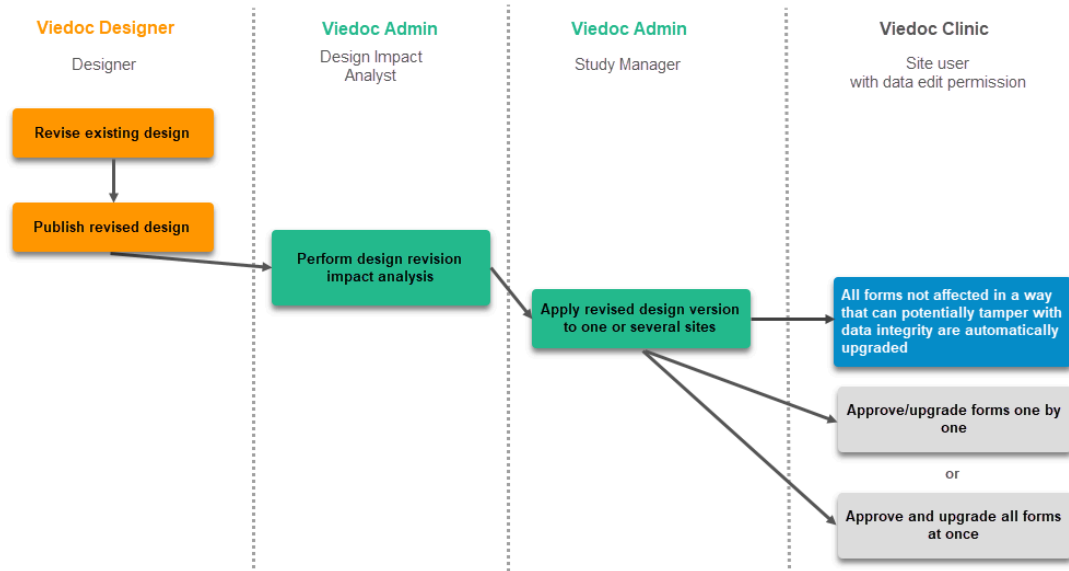 Viedoc Designer
Designer
Viedoc Admin
Design Impact
Analyst
Viedoc Admin
Study Manager
Viedoc Clinic
Site user
with data edit permission
Revise existing design
Publish revised design
Perform design revision
impact analysis
Apply revised design version
to one or several sites
All forms not affected in a way
that can potentially tamper with
data integrity are automatically
upgraded
Approve/upgrade forms one by
one
or
Approve and upgrade all forms
at once